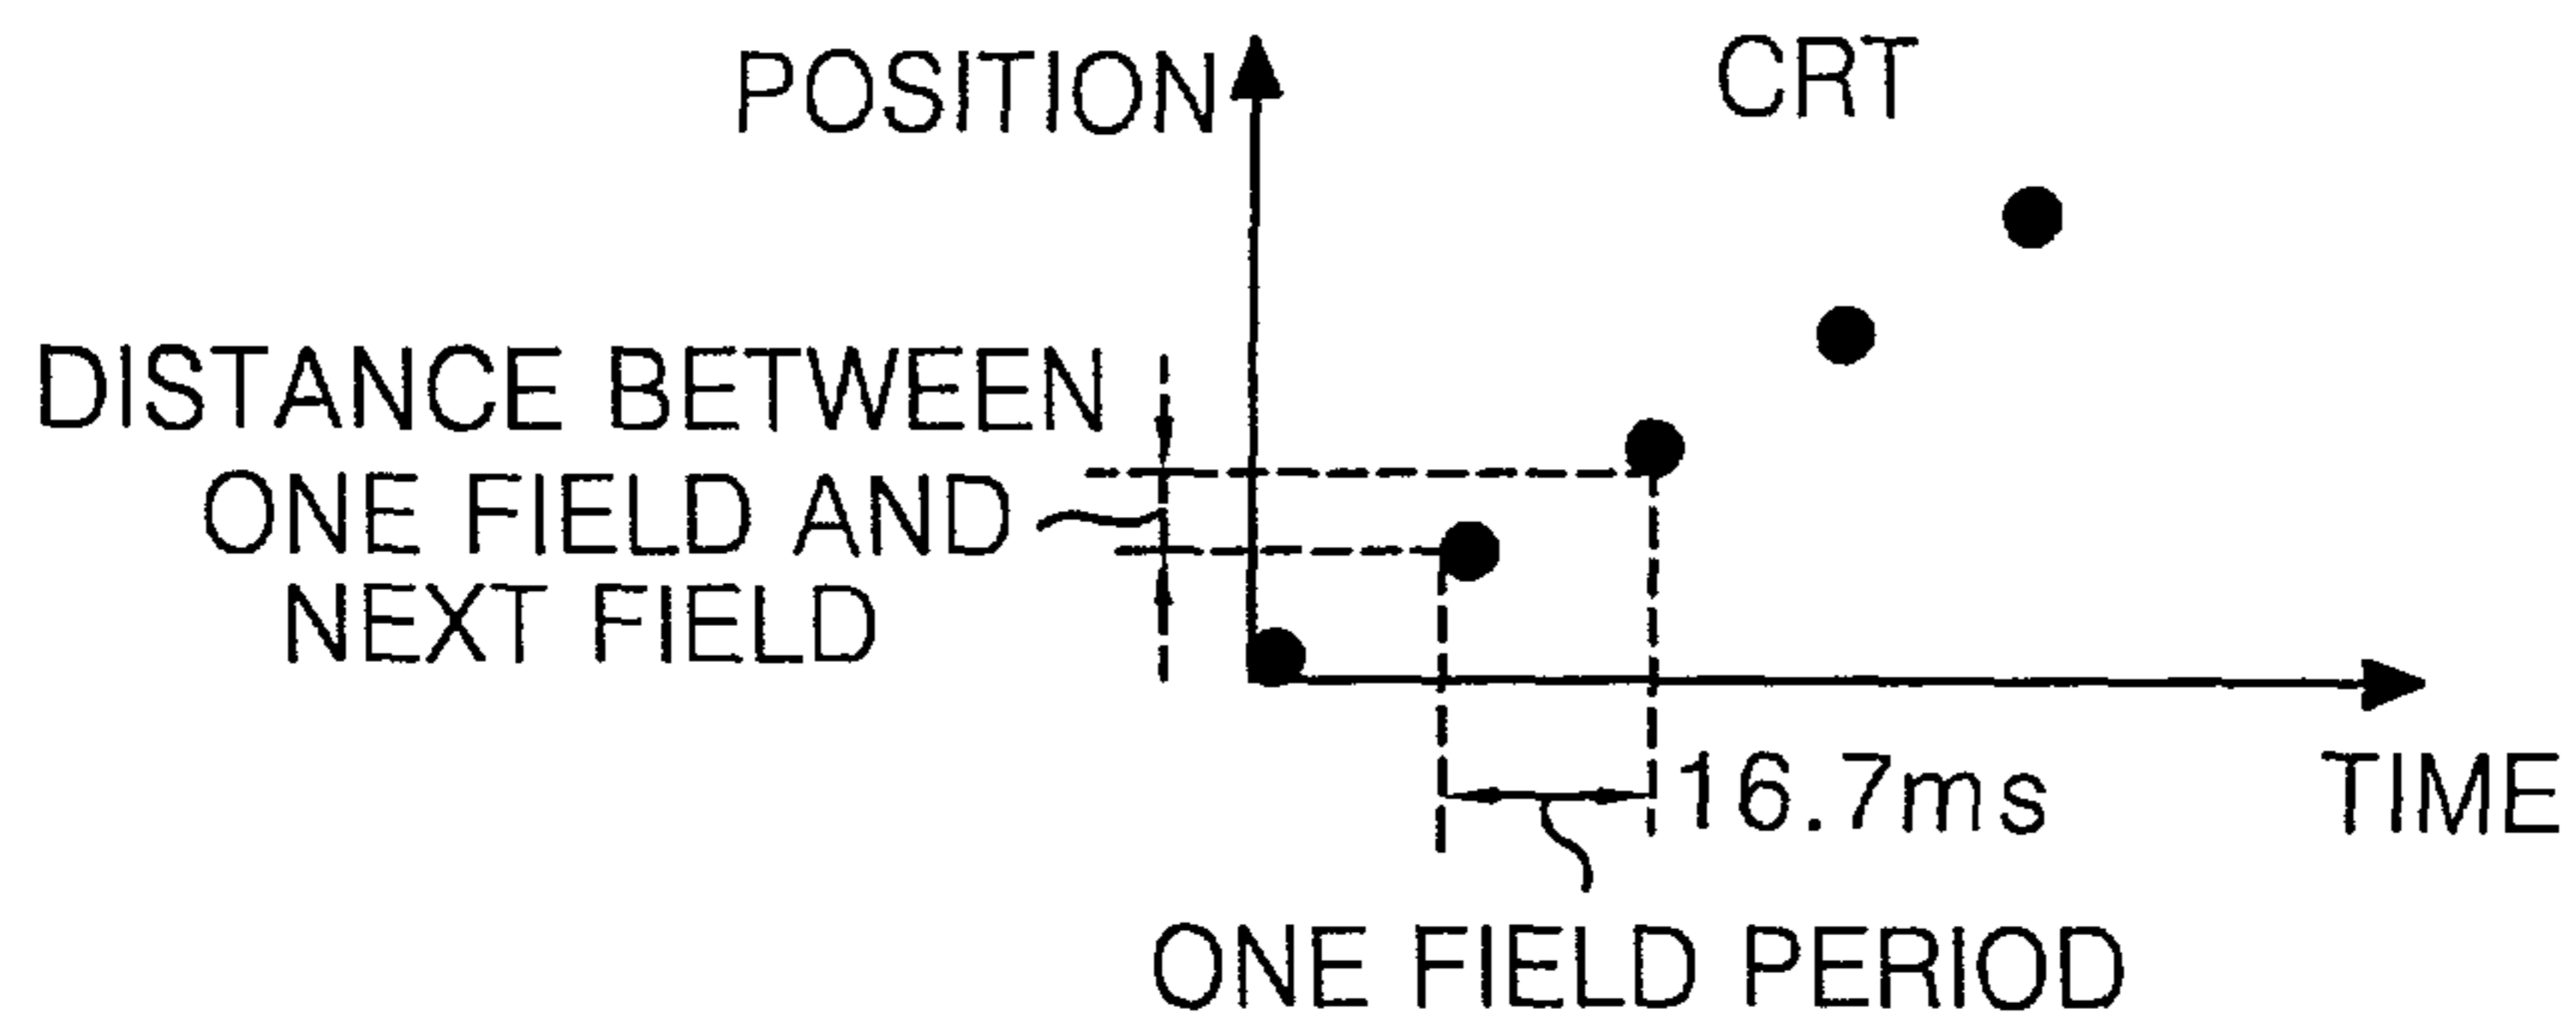 POSITION
CRT
DISTANCE BETWEEN
ONE FIELD AND
NEXT FIELD
16.7ms
TIME
ONE FIELD PERIOD